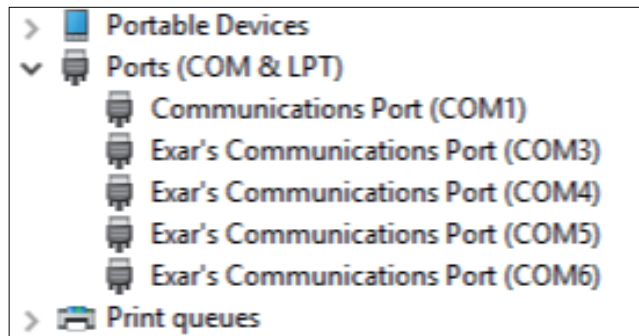 Portable Devices
Ports (COM & LPT)
Communications Port (COM1)
Exar's Communications Port (COM3)
Exar's Communications Port (COM4)
Exar's Communications Port (COM5)
Exar's Communications Port (COM6)
Print queues